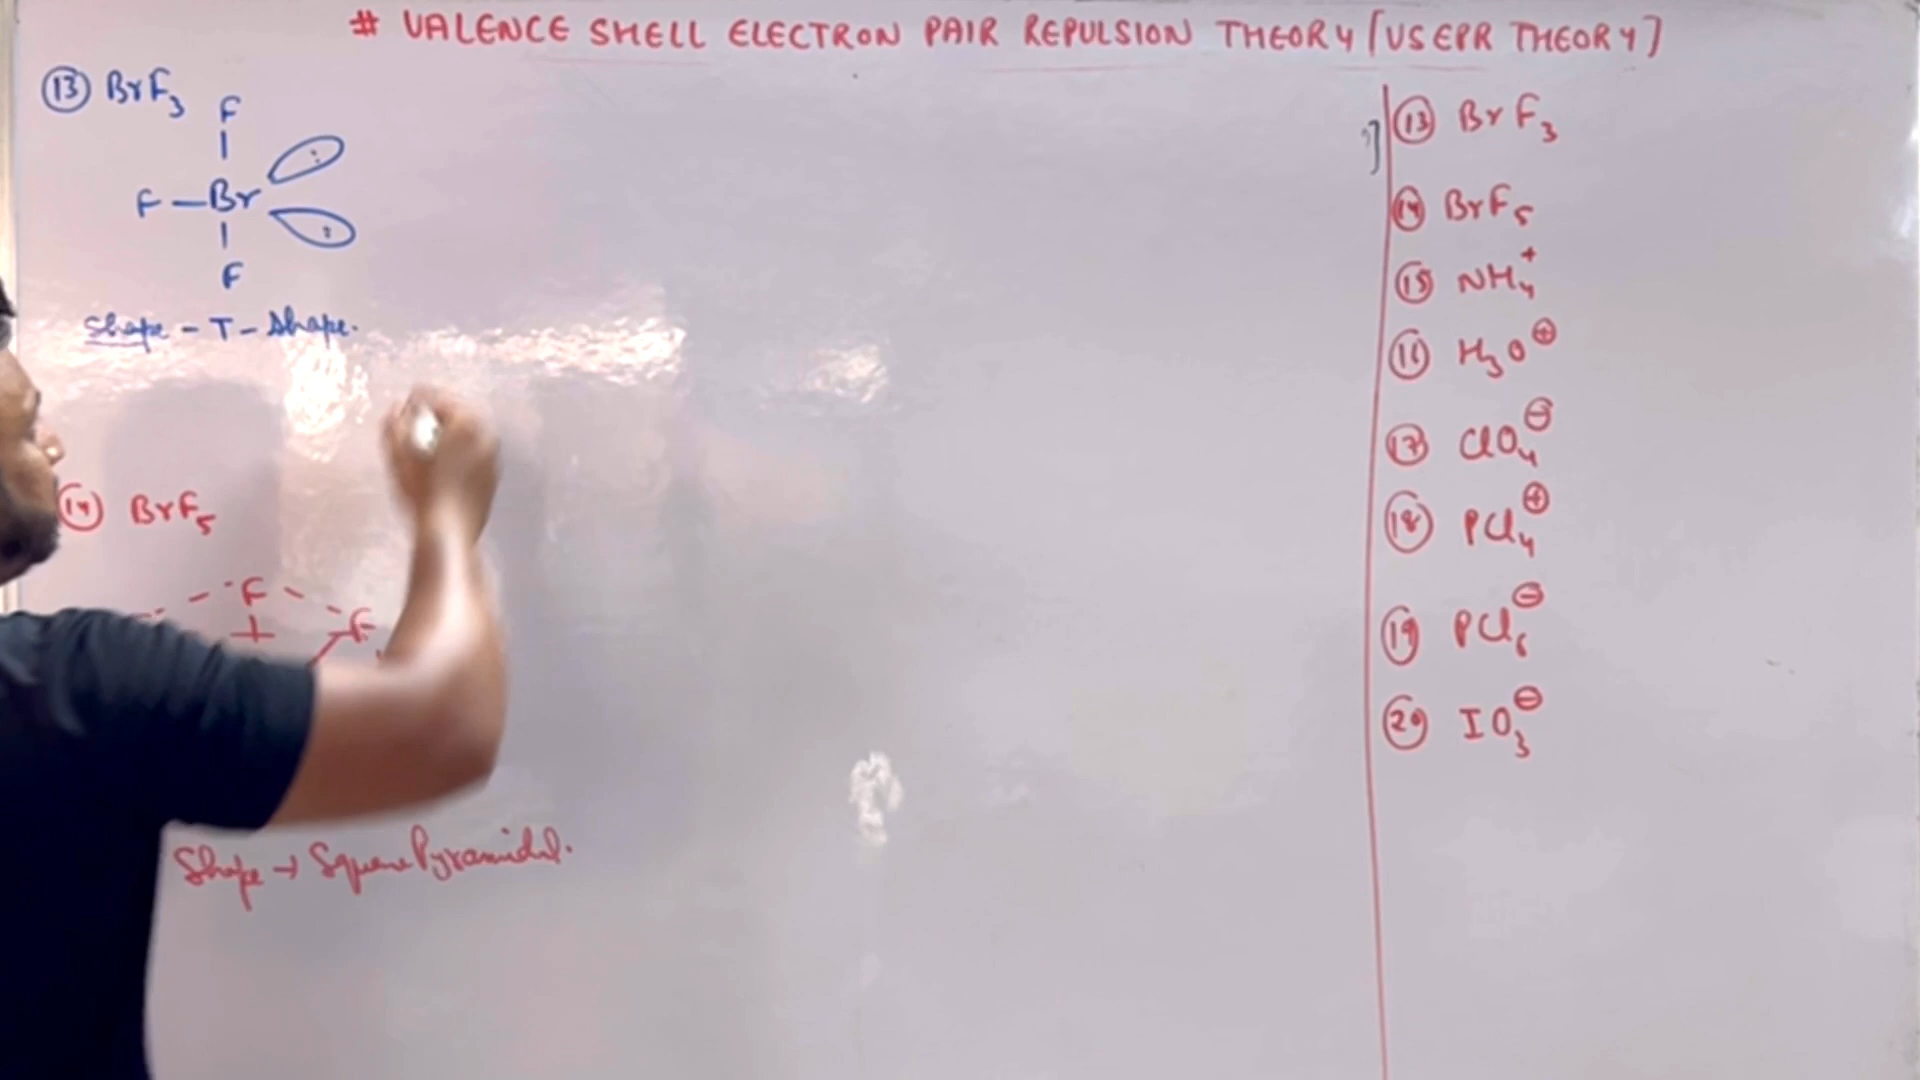 # VALENCE SHELL ELECTRON PAIR REPULSION THEORY [VSEPR THEORY]
(13) BrF3
F
F — Br
F
Shape - T - Shape.
(14) BrF5
F
F
Shape → Square Pyramidal.
(13) BrF3
(14) BrF5
(15) NH4+
(16) H3O⊕
(17) ClO4⊖
(18) PCl4⊕
(19) PCl6⊖
(20) IO3⊖